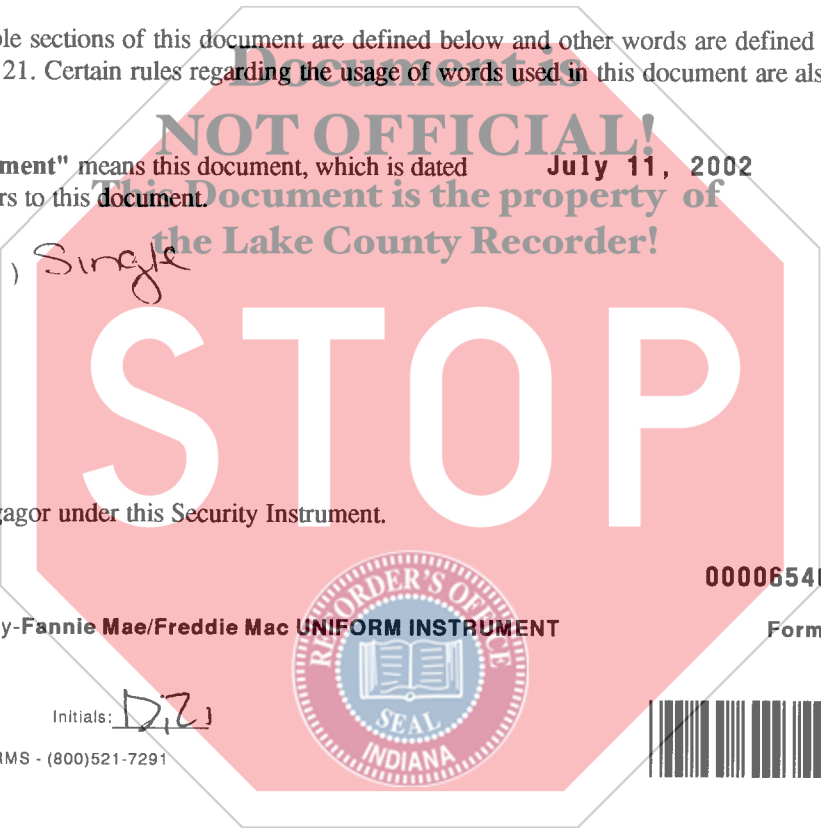 ble sections of this document are defined below and other words are defined
Document is
21. Certain rules regarding the usage of words used in this document are als
NOT OFFICIAL!
ment" means this document, which is dated July 11, 2002
This Document is the property of
rs to this document.
the Lake County Recorder!
) Single
STOP
gagor under this Security Instrument.
RECORDER'S OFFICE
SEAL
INDIANA
0000654
y-Fannie Mae/Freddie Mac UNIFORM INSTRUMENT Form
Initials:
RMS - (800)521-7291